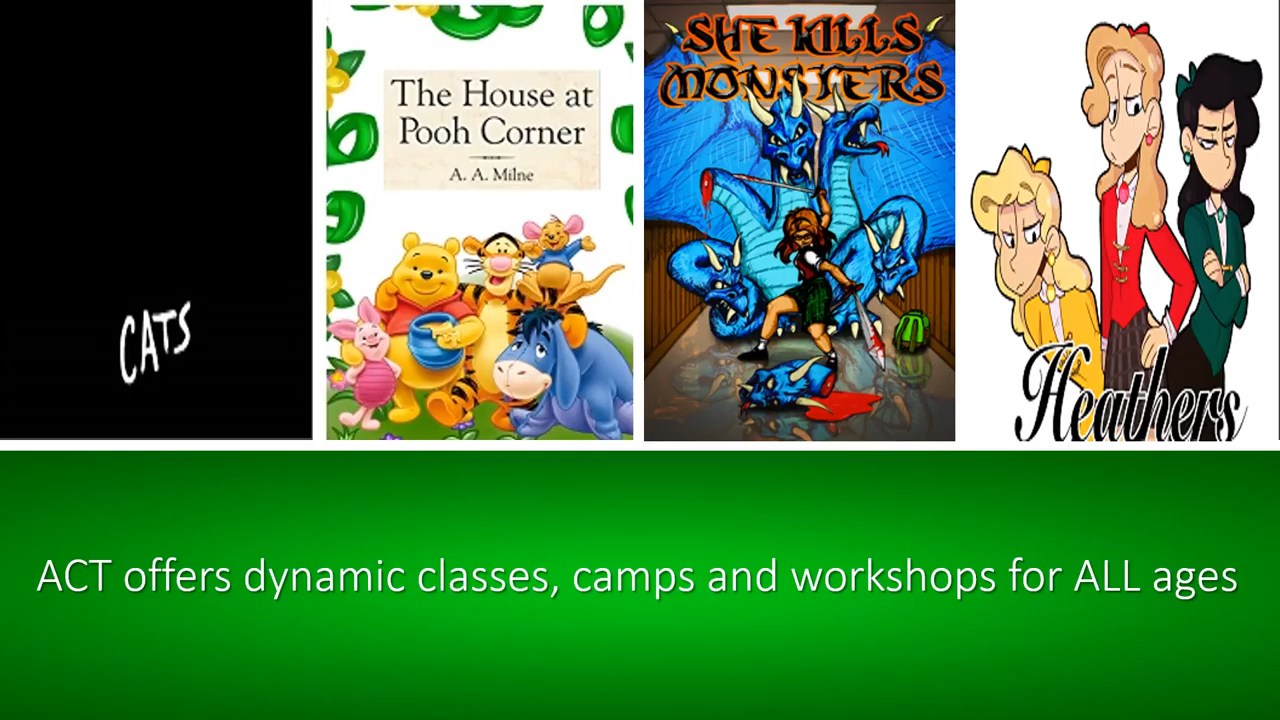 CATS
The House at
Pooh Corner
A. A. Milne
SHE KILLS
MONSTERS
Heathers
ACT offers dynamic classes, camps and workshops for ALL ages